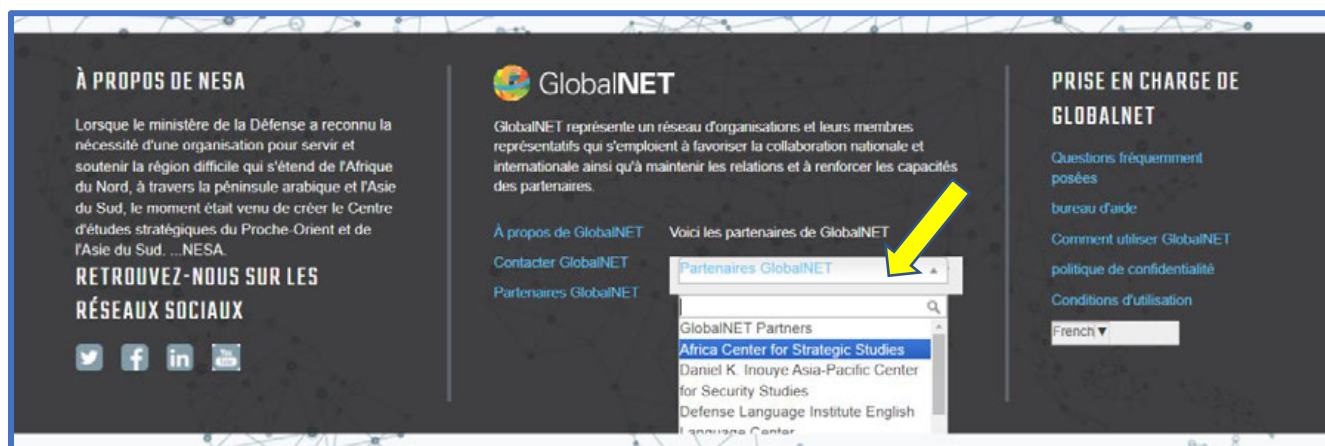 À PROPOS DE NESA
Lorsque le ministère de la Défense a reconnu la
nécessité d'une organisation pour servir et
soutenir la région difficile qui s'étend de l'Afrique
du Nord, à travers la péninsule arabique et l'Asie
du Sud, le moment était venu de créer le Centre
d'études stratégiques du Proche-Orient et de
l'Asie du Sud. ...NESA.
RETROUVEZ-NOUS SUR LES
RÉSEAUX SOCIAUX
GlobalNET
GlobalNET représente un réseau d'organisations et leurs membres
représentatifs qui s'emploient à favoriser la collaboration nationale et
internationale ainsi qu'à maintenir les relations et à renforcer les capacités
des partenaires.
À propos de GlobalNET
Contacter GlobalNET
Partenaires GlobalNET
Voici les partenaires de GlobalNET
Partenaires GlobalNET
GlobalNET Partners
Africa Center for Strategic Studies
Daniel K. Inouye Asia-Pacific Center
for Security Studies
Defense Language Institute English
Language Center
PRISE EN CHARGE DE
GLOBALNET
Questions fréquemment
posées
bureau d'aide
Comment utiliser GlobalNET
politique de confidentialité
Conditions d'utilisation
French